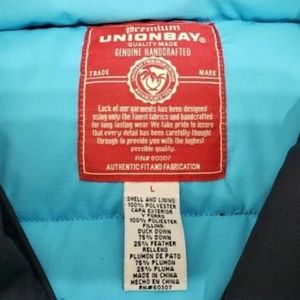 Premium
UNIONBAY®
QUALITY MADE
GENUINE HANDCRAFTED
TRADE MARK
Each of our garments has been designed
using only the finest fabrics and handcrafted
for long-lasting wear. We take pride to insure
that every detail has been carefully thought
through to provide you with the highest
possible quality.
RN# 60307
AUTHENTIC FIT AND FABRICATION
L
SHELL AND LINING:
100% POLYESTER
CAPA EXTERIOR
Y FORRO
100% POLIESTER
FILLING:
DUCK DOWN
75% DOWN
25% FEATHER
RELLENO
PLUMON DE PATO
75% PLUMON
25% PLUMA
MADE IN CHINA
HECHO EN CHINA
RN#60307